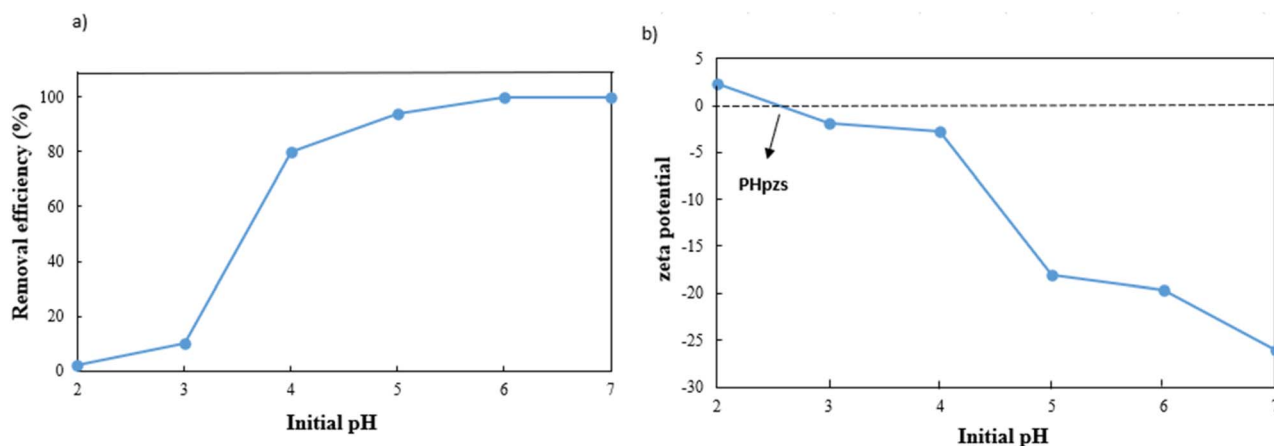 a)
Removal efficiency (%)
100
80
60
40
20
0
2 3 4 5 6 7
Initial pH
b)
zeta potential
5
0
-5
-10
-15
-20
-25
-30
PHpzs
2 3 4 5 6 7
Initial pH